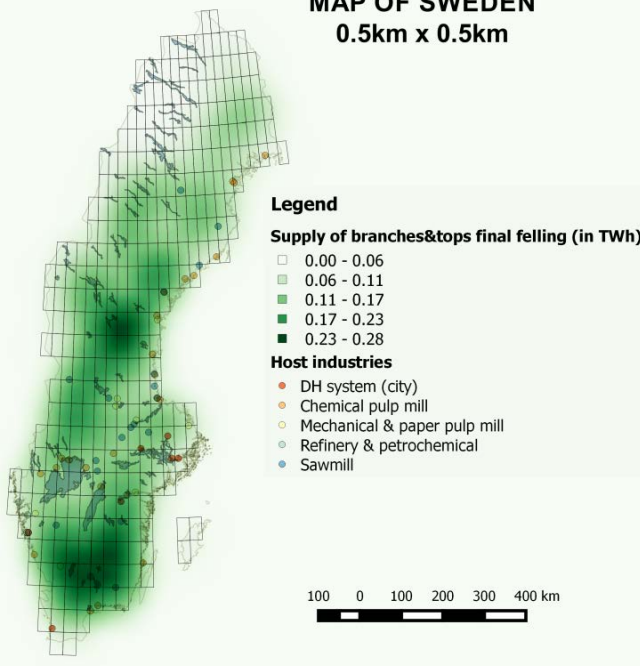 MAP OF SWEDEN
0.5km x 0.5km
Legend
Supply of branches&tops final felling (in TWh)
0.00 - 0.06
0.06 - 0.11
0.11 - 0.17
0.17 - 0.23
0.23 - 0.28
Host industries
DH system (city)
Chemical pulp mill
Mechanical & paper pulp mill
Refinery & petrochemical
Sawmill
100 0 100 200 300 400 km